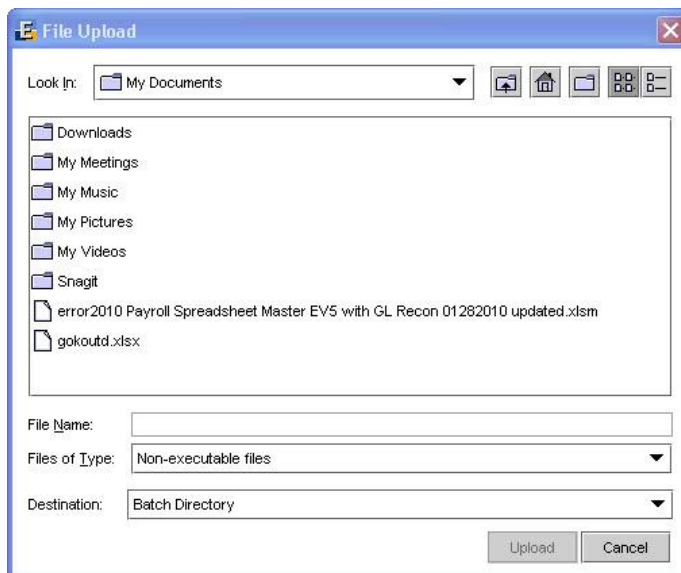 E File Upload
Look In: My Documents
Downloads
My Meetings
My Music
My Pictures
My Videos
Snagit
error2010 Payroll Spreadsheet Master EV5 with GL Recon 01282010 updated.xlsm
gokoutd.xlsx
File Name:
Files of Type: Non-executable files
Destination: Batch Directory
Upload Cancel